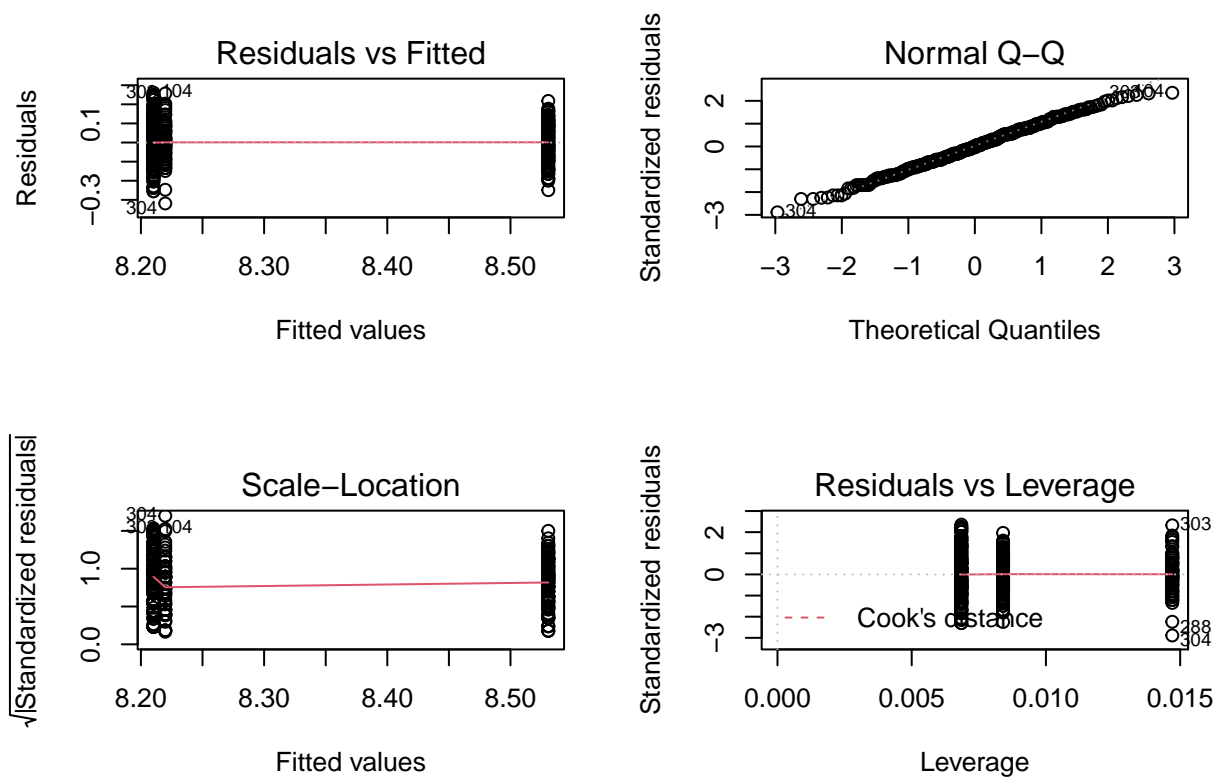 Residuals vs Fitted
Residuals
0.1
−0.3
104
304
8.20 8.30 8.40 8.50
Fitted values
Normal Q−Q
Standardized residuals
2
0
−3
304
−3 −2 −1 0 1 2 3
Theoretical Quantiles
Scale−Location
√|Standardized residuals|
1.0
0.0
304
104
8.20 8.30 8.40 8.50
Fitted values
Residuals vs Leverage
Standardized residuals
2
0
−3
303
288
304
Cook's distance
0.000 0.005 0.010 0.015
Leverage